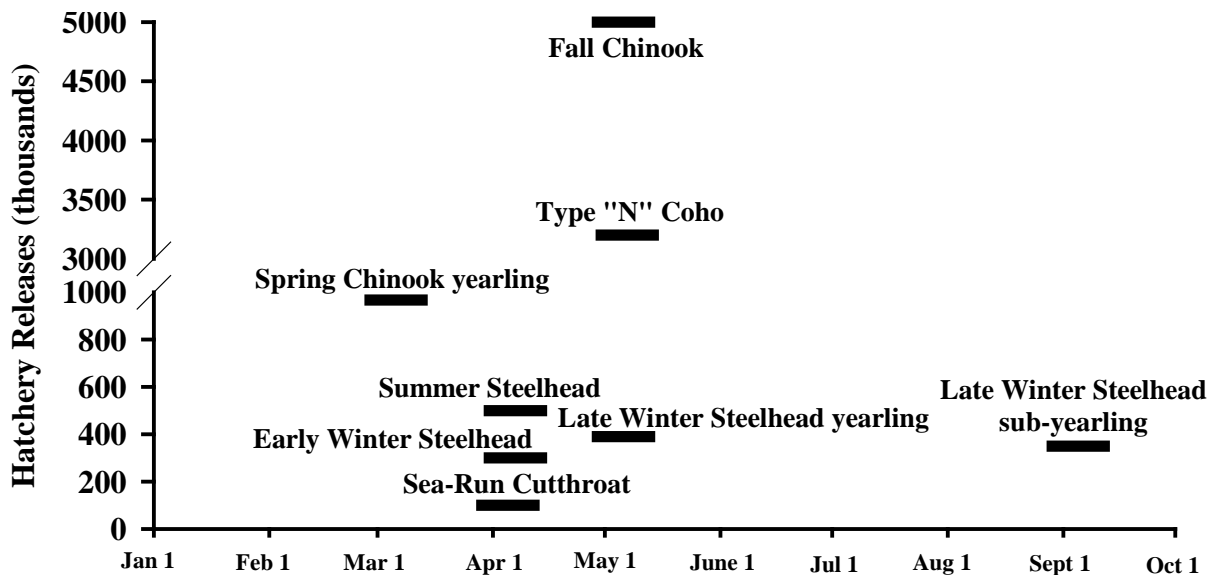 Hatchery Releases (thousands)
5000
4500
4000
3500
3000
1000
800
600
400
200
0
Fall Chinook
Type "N" Coho
Spring Chinook yearling
Summer Steelhead
Late Winter Steelhead
sub-yearling
Late Winter Steelhead yearling
Early Winter Steelhead
Sea-Run Cutthroat
Jan 1
Feb 1
Mar 1
Apr 1
May 1
June 1
Jul 1
Aug 1
Sept 1
Oct 1